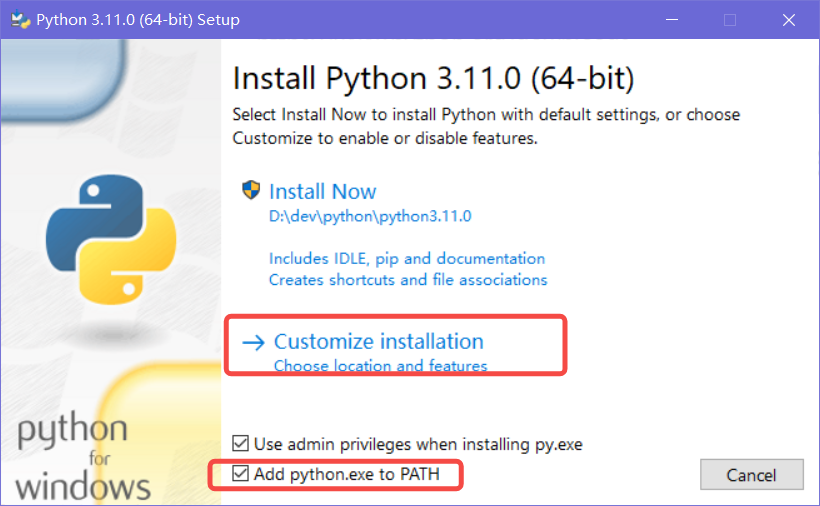 Python 3.11.0 (64-bit) Setup
Install Python 3.11.0 (64-bit)
Select Install Now to install Python with default settings, or choose
Customize to enable or disable features.
Install Now
D:\dev\python\python3.11.0
Includes IDLE, pip and documentation
Creates shortcuts and file associations
Customize installation
Choose location and features
Use admin privileges when installing py.exe
Add python.exe to PATH
Cancel
python
for
windows